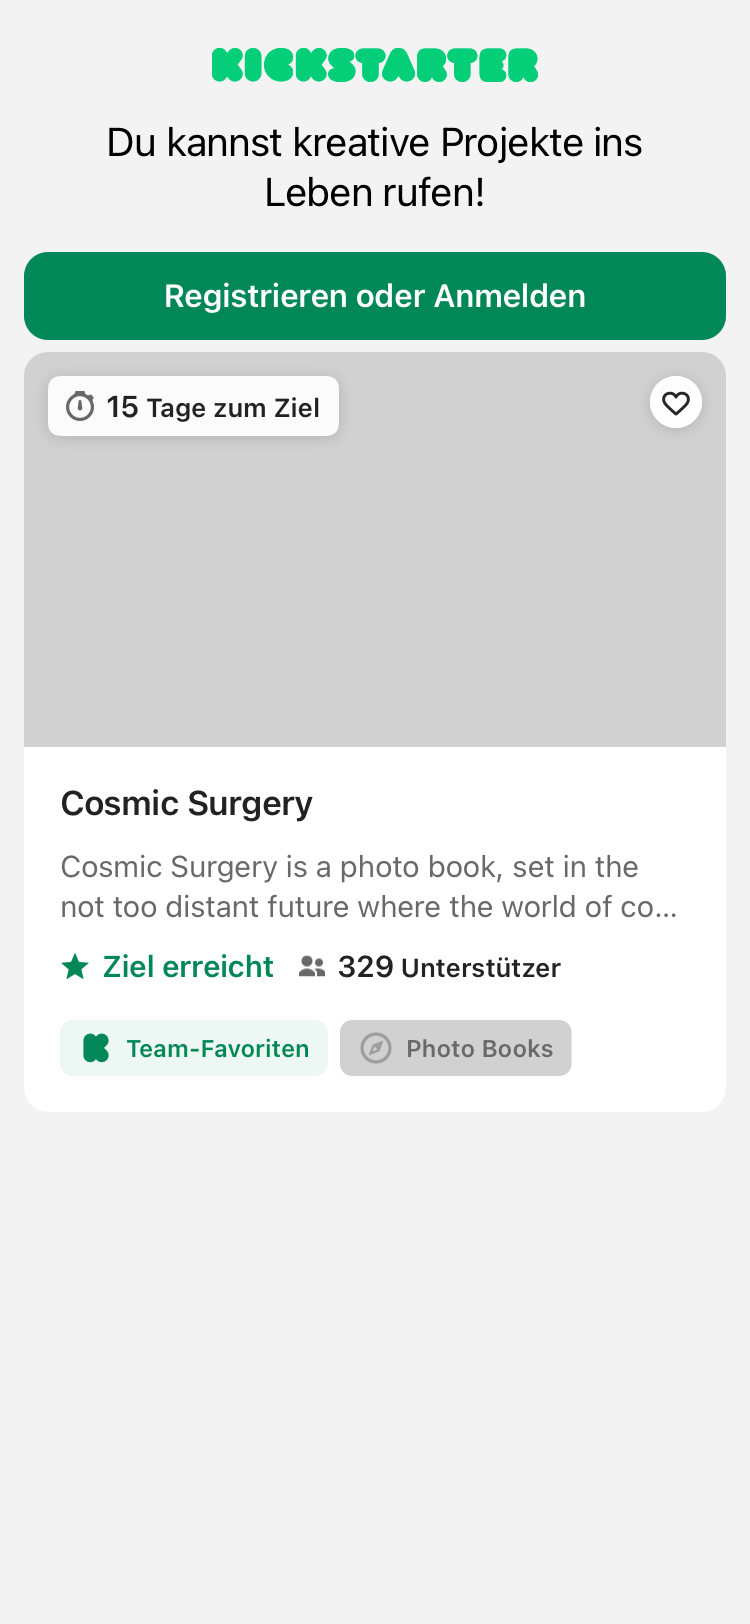 KICKSTARTER
Du kannst kreative Projekte ins
Leben rufen!
Registrieren oder Anmelden
15 Tage zum Ziel
Cosmic Surgery
Cosmic Surgery is a photo book, set in the
not too distant future where the world of co...
Ziel erreicht 329 Unterstützer
Team-Favoriten Photo Books